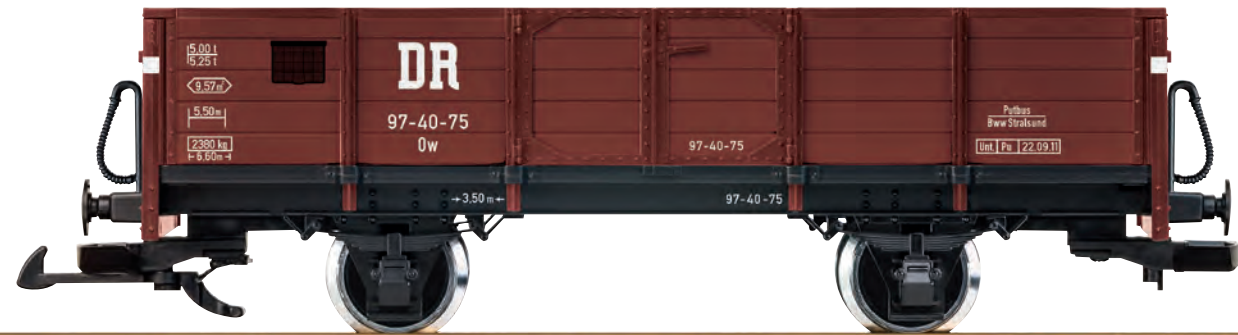 5.00 t
5.25 t
9.57m²
5.50m
2380 kg
6.60m
DR
97-40-75
Ow
97-40-75
Putbus
Bww Stralsund
Unt. Pu 22.09.11
3,50 m
97-40-75